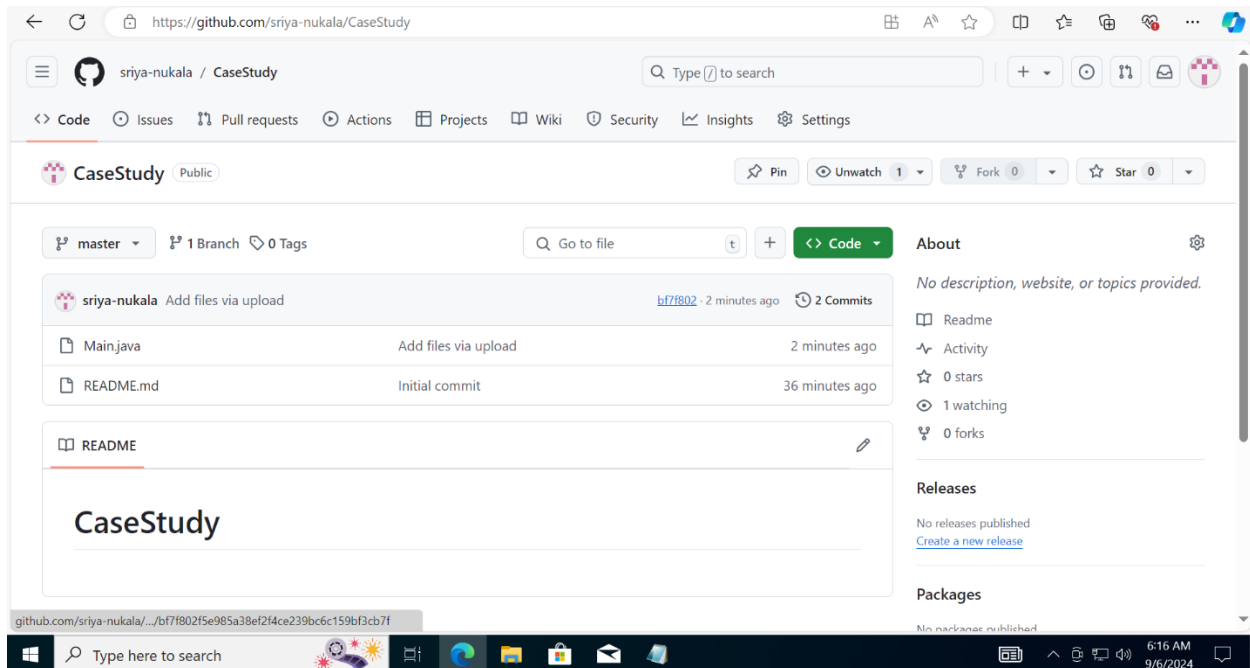 https://github.com/sriya-nukala/CaseStudy
sriya-nukala / CaseStudy
Type / to search
Code Issues Pull requests Actions Projects Wiki Security Insights Settings
CaseStudy Public
Pin Unwatch 1 Fork 0 Star 0
master 1 Branch 0 Tags
Go to file t
Code
sriya-nukala Add files via upload bf7f802 · 2 minutes ago 2 Commits
Main.java Add files via upload 2 minutes ago
README.md Initial commit 36 minutes ago
README
CaseStudy
About
No description, website, or topics provided.
Readme
Activity
0 stars
1 watching
0 forks
Releases
No releases published
Create a new release
Packages
No packages published
github.com/sriya-nukala/.../bf7f802f5e985a38ef2f4ce239bc6c159bf3cb7f
Type here to search
6:16 AM
9/6/2024